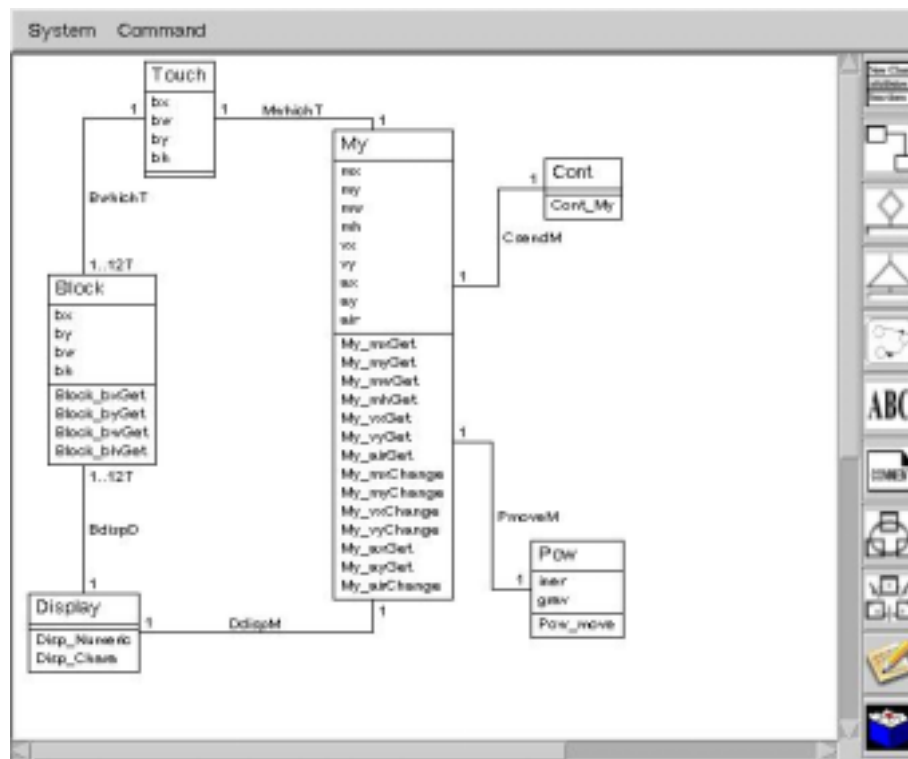 System Command
Touch
bx
bw
by
bh
1
1
MwhichT
1
BwhichT
1..12T
Block
bx
by
bw
bh
Block_bxGet
Block_byGet
Block_bwGet
Block_bhGet
1..12T
BdispD
1
Display
Disp_Numeric
Disp_Chara
1
DdispM
1
My
mx
my
mw
mh
vx
vy
ax
ay
air
My_mxGet
My_myGet
My_mwGet
My_mhGet
My_vxGet
My_vyGet
My_airGet
My_mxChange
My_myChange
My_vxChange
My_vyChange
My_axGet
My_ayGet
My_airChange
1
Cont
Cont_My
CsendM
1
1
PmoveM
Pow
1
iner
grav
Pow_move
ABC